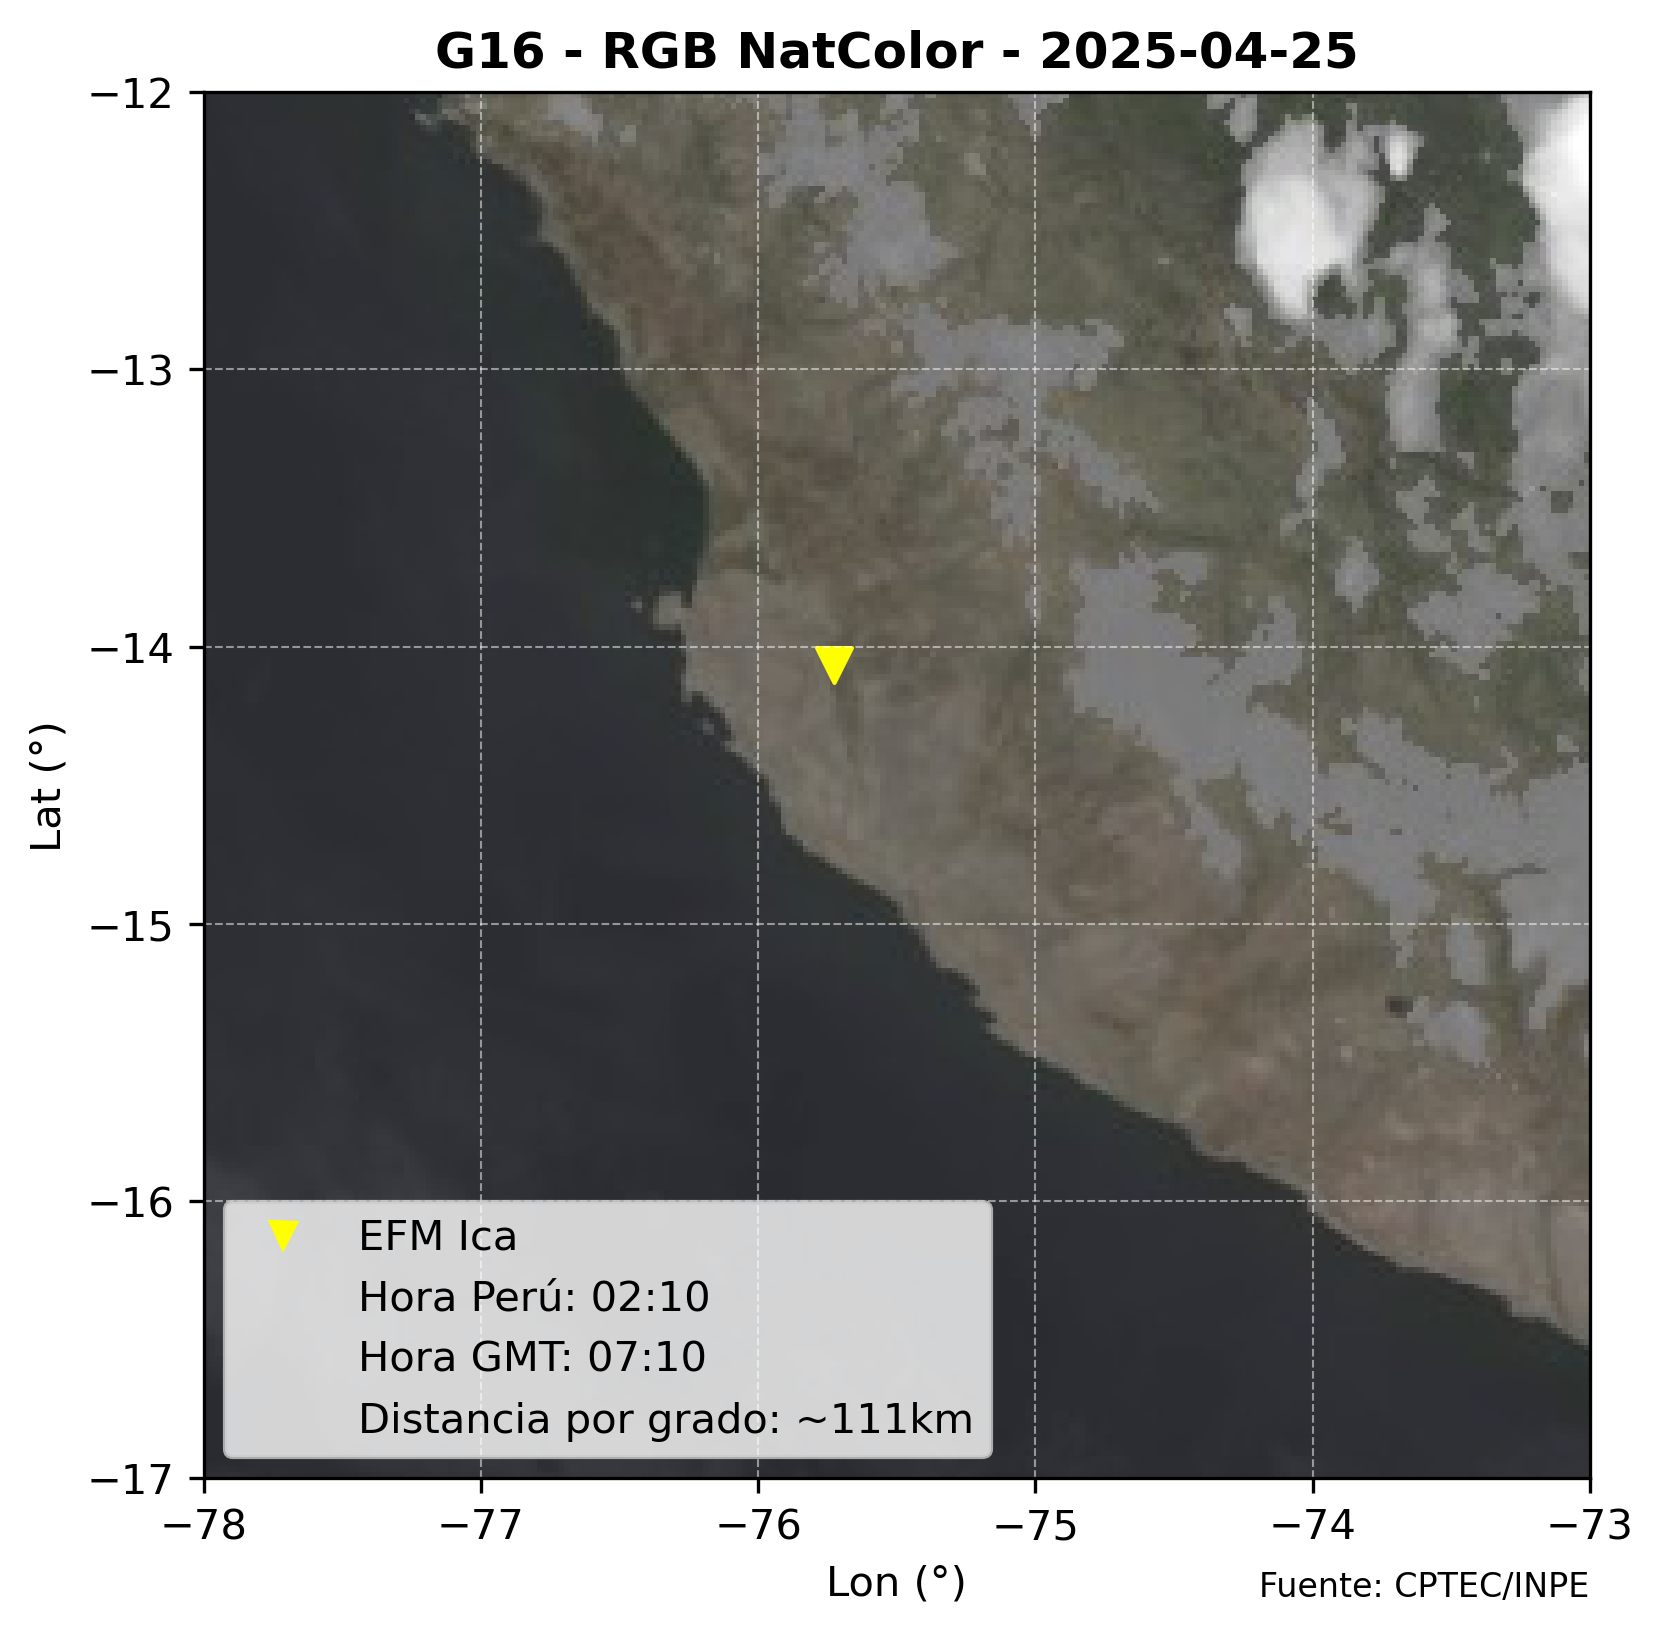 G16 - RGB NatColor - 2025-04-25
−12
−13
−14
−15
−16
−17
Lat (°)
EFM Ica
Hora Perú: 02:10
Hora GMT: 07:10
Distancia por grado: ~111km
−78 −77 −76 −75 −74 −73
Lon (°)
Fuente: CPTEC/INPE